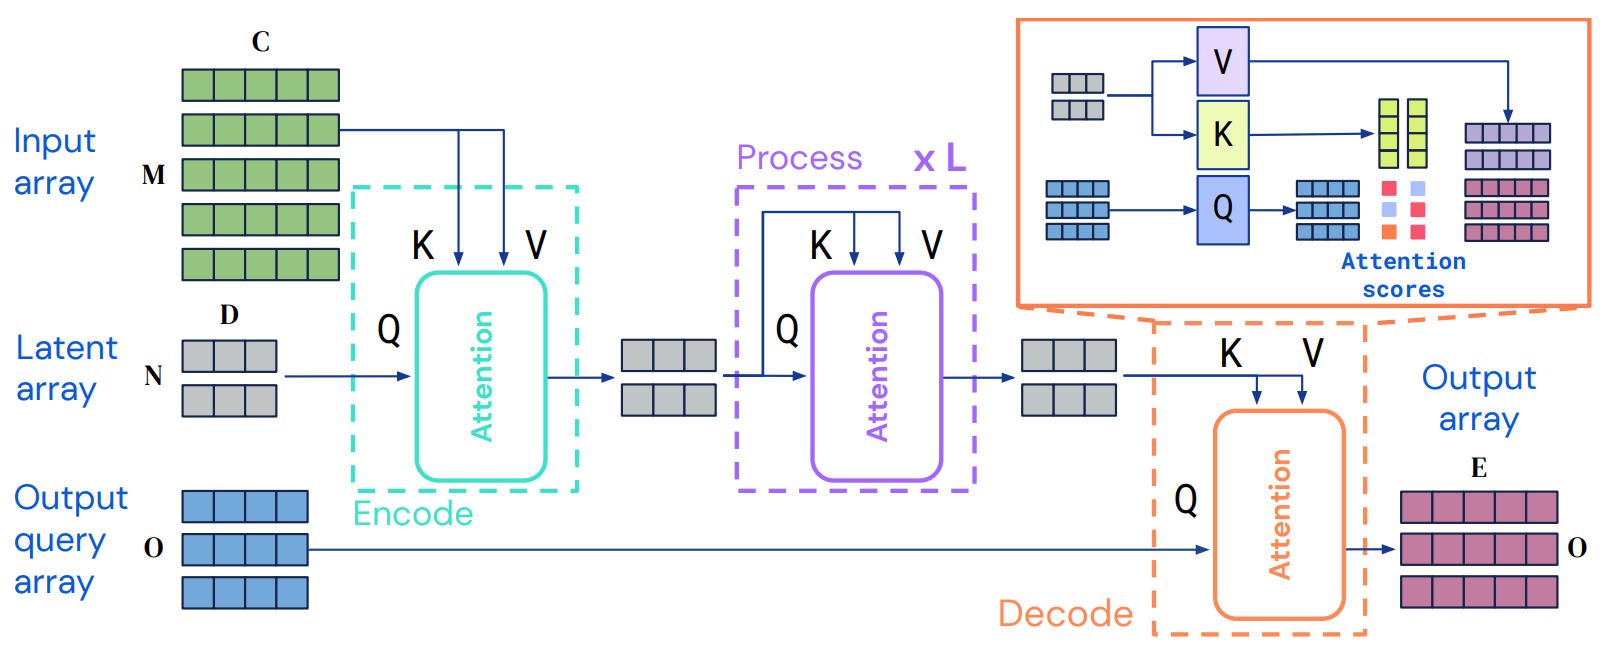 C
Input
array
M
D
Latent
array
N
Output
query
array
O
K
V
Q
Attention
Encode
Process
x L
K
V
Q
Attention
V
K
Q
Attention
scores
K
V
Q
Attention
Decode
Output
array
E
O